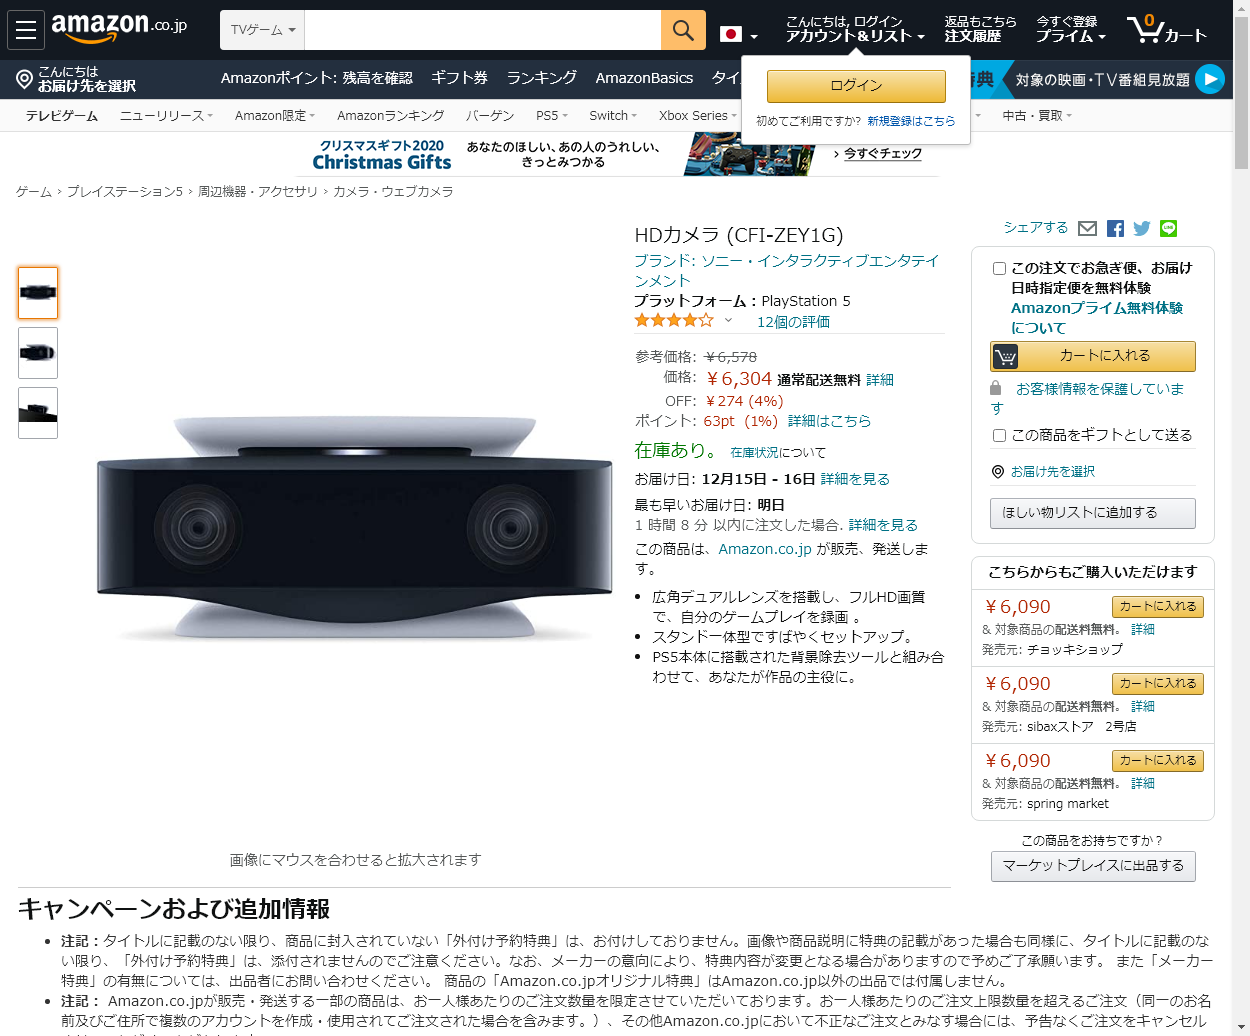 amazon.co.jp
TVゲーム
こんにちは, ログイン
アカウント&リスト
返品もこちら
注文履歴
今すぐ登録
プライム
0
カート
こんにちは
お届け先を選択
Amazonポイント: 残高を確認
ギフト券
ランキング
AmazonBasics
タイ
特典
対象の映画・TV番組見放題
ログイン
初めてご利用ですか? 新規登録はこちら
テレビゲーム
ニューリリース
Amazon限定
Amazonランキング
バーゲン
PS5
Switch
Xbox Series
中古・買取
クリスマスギフト2020
Christmas Gifts
あなたのほしい、あの人のうれしい、
きっとみつかる
› 今すぐチェック
ゲーム › プレイステーション5 › 周辺機器・アクセサリ › カメラ・ウェブカメラ
画像にマウスを合わせると拡大されます
HDカメラ (CFI-ZEY1G)
ブランド: ソニー・インタラクティブエンタテイ
ンメント
プラットフォーム : PlayStation 5
12個の評価
参考価格: ￥6,578
価格: ￥6,304 通常配送無料 詳細
OFF: ￥274 (4%)
ポイント: 63pt (1%) 詳細はこちら
在庫あり。 在庫状況について
お届け日: 12月15日 - 16日 詳細を見る
最も早いお届け日: 明日
1 時間 8 分 以内に注文した場合. 詳細を見る
この商品は、Amazon.co.jp が販売、発送しま
す。
• 広角デュアルレンズを搭載し、フルHD画質
で、自分のゲームプレイを録画 。
• スタンド一体型ですばやくセットアップ。
• PS5本体に搭載された背景除去ツールと組み合
わせて、あなたが作品の主役に。
シェアする
この注文でお急ぎ便、お届け
日時指定便を無料体験
Amazonプライム無料体験
について
カートに入れる
お客様情報を保護していま
す
この商品をギフトとして送る
お届け先を選択
ほしい物リストに追加する
こちらからもご購入いただけます
￥6,090
カートに入れる
& 対象商品の配送料無料。 詳細
発売元: チョッキショップ
￥6,090
カートに入れる
& 対象商品の配送料無料。 詳細
発売元: sibaxストア 2号店
￥6,090
カートに入れる
& 対象商品の配送料無料。 詳細
発売元: spring market
この商品をお持ちですか？
マーケットプレイスに出品する
キャンペーンおよび追加情報
• 注記：タイトルに記載のない限り、商品に封入されていない「外付け予約特典」は、お付けしておりません。画像や商品説明に特典の記載があった場合も同様に、タイトルに記載のな
い限り、「外付け予約特典」は、添付されませんのでご注意ください。なお、メーカーの意向により、特典内容が変更となる場合がありますので予めご了承願います。 また「メーカー
特典」の有無については、出品者にお問い合わせください。 商品の「Amazon.co.jpオリジナル特典」はAmazon.co.jp以外の出品では付属しません。
• 注記： Amazon.co.jpが販売・発送する一部の商品は、お一人様あたりのご注文数量を限定させていただいております。お一人様あたりのご注文上限数量を超えるご注文（同一のお名
前及びご住所で複数のアカウントを作成・使用されてご注文された場合を含みます。）、その他Amazon.co.jpにおいて不正なご注文とみなす場合には、予告なくご注文をキャンセル